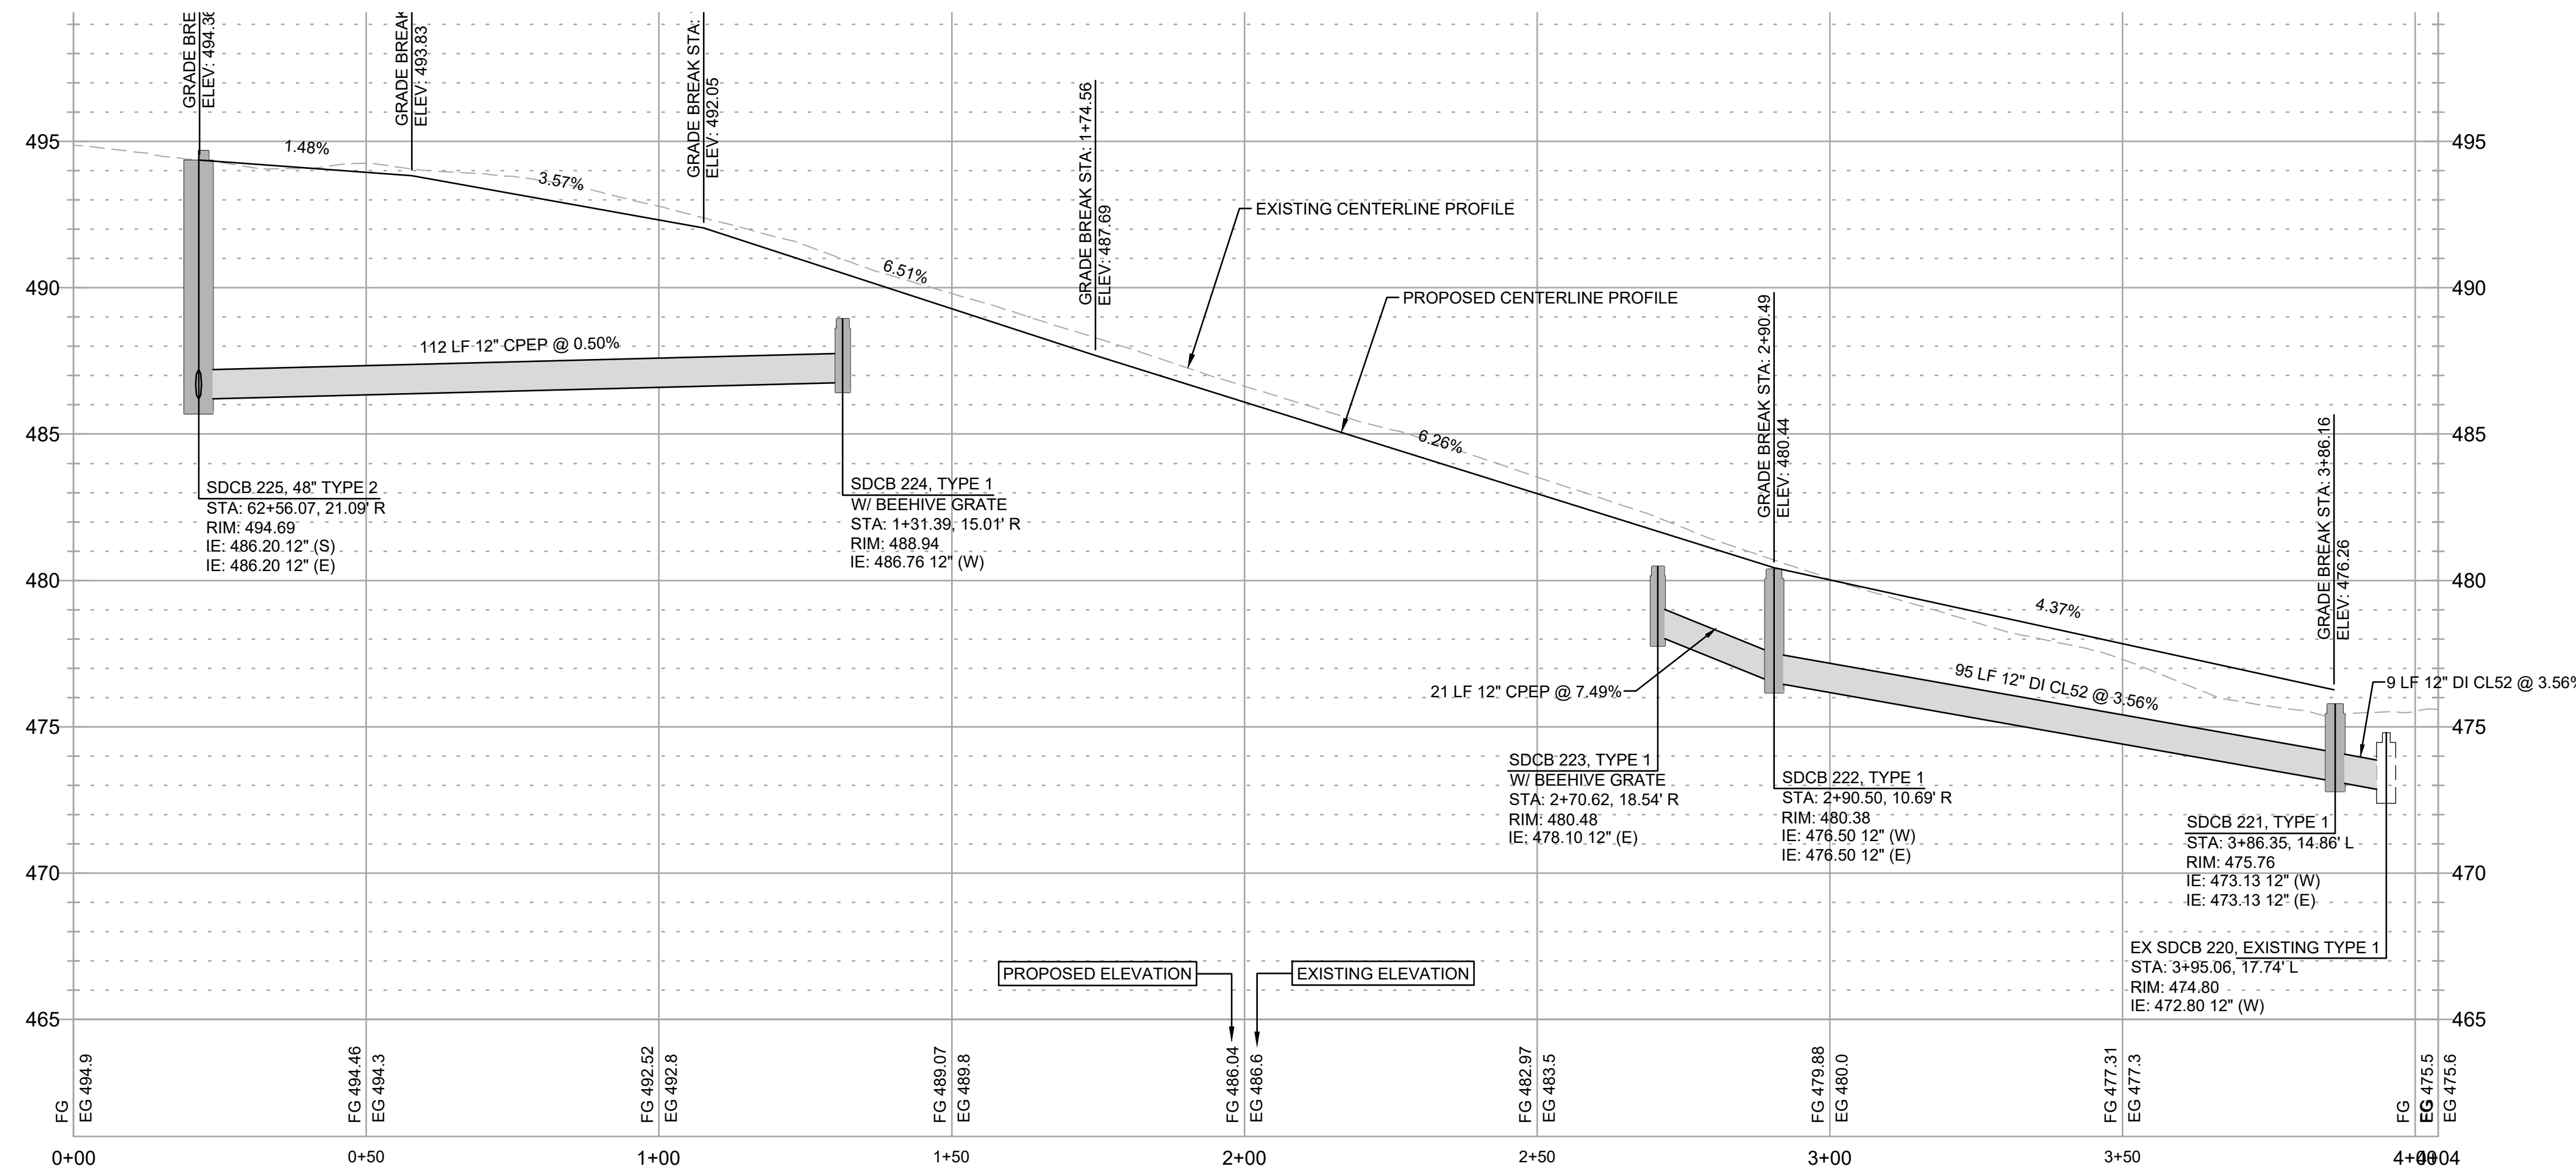 GRADE BRE
ELEV: 494.36
GRADE BREAK
ELEV: 493.83
GRADE BREAK STA:
ELEV: 492.05
GRADE BREAK STA: 1+74.56
ELEV: 487.69
GRADE BREAK STA: 2+90.49
ELEV: 480.44
GRADE BREAK STA: 3+86.16
ELEV: 476.26
495
490
485
480
475
470
465
495
490
485
480
475
470
465
1.48%
3.57%
6.51%
6.26%
4.37%
EXISTING CENTERLINE PROFILE
PROPOSED CENTERLINE PROFILE
112 LF 12" CPEP @ 0.50%
21 LF 12" CPEP @ 7.49%
95 LF 12" DI CL52 @ 3.56%
9 LF 12" DI CL52 @ 3.56%
SDCB 225, 48" TYPE 2
STA: 62+56.07, 21.09' R
RIM: 494.69
IE: 486.20 12" (S)
IE: 486.20 12" (E)
SDCB 224, TYPE 1
W/ BEEHIVE GRATE
STA: 1+31.39, 15.01' R
RIM: 488.94
IE: 486.76 12" (W)
SDCB 223, TYPE 1
W/ BEEHIVE GRATE
STA: 2+70.62, 18.54' R
RIM: 480.48
IE: 478.10 12" (E)
SDCB 222, TYPE 1
STA: 2+90.50, 10.69' R
RIM: 480.38
IE: 476.50 12" (W)
IE: 476.50 12" (E)
SDCB 221, TYPE 1
STA: 3+86.35, 14.86' L
RIM: 475.76
IE: 473.13 12" (W)
IE: 473.13 12" (E)
EX SDCB 220, EXISTING TYPE 1
STA: 3+95.06, 17.74' L
RIM: 474.80
IE: 472.80 12" (W)
PROPOSED ELEVATION
EXISTING ELEVATION
FG
EG 494.9
FG 494.46
EG 494.3
FG 492.52
EG 492.8
FG 489.07
EG 489.8
FG 486.04
EG 486.6
FG 482.97
EG 483.5
FG 479.88
EG 480.0
FG 477.31
EG 477.3
FG
EG 475.5
EG 475.6
0+00
0+50
1+00
1+50
2+00
2+50
3+00
3+50
4+00
4+04